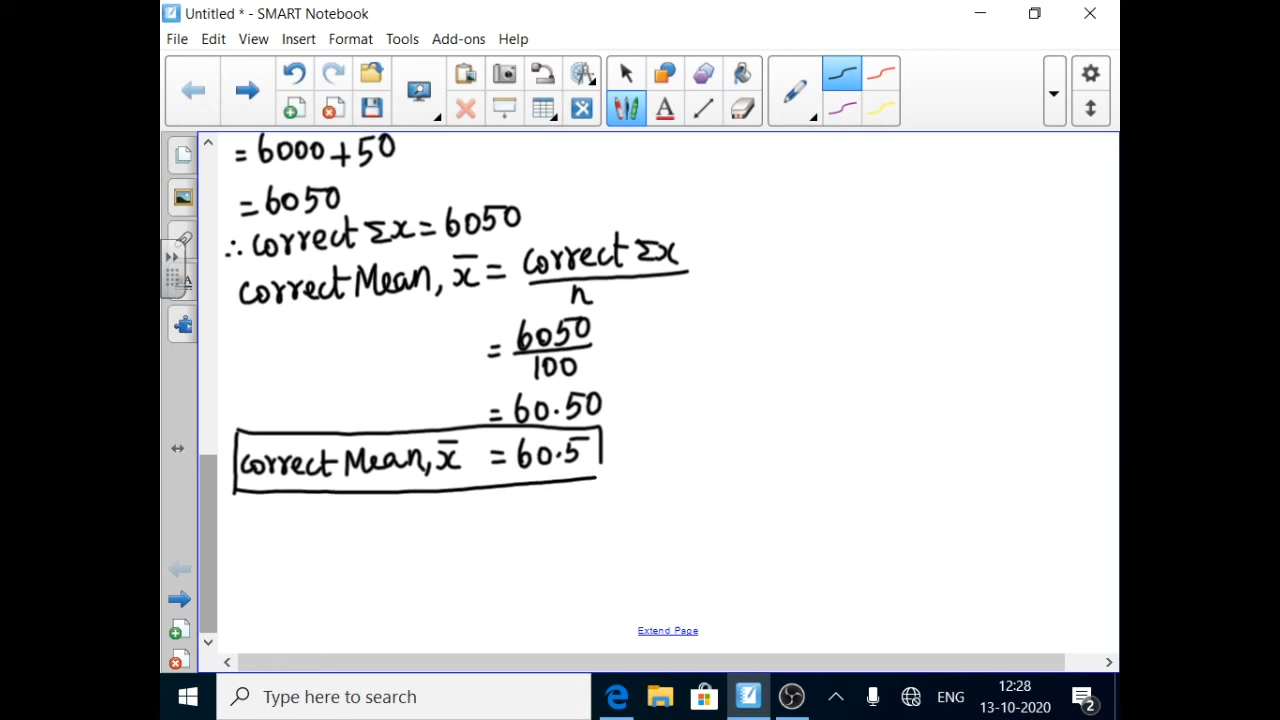 Untitled * - SMART Notebook
File Edit View Insert Format Tools Add-ons Help
= 6000 + 50
= 6050
∴ correct Σx = 6050
correct Mean, x̅ = correct Σx
n
= 6050
100
= 60.50
correct Mean, x̅ = 60.5
Extend Page
Type here to search
ENG
12:28
13-10-2020
2